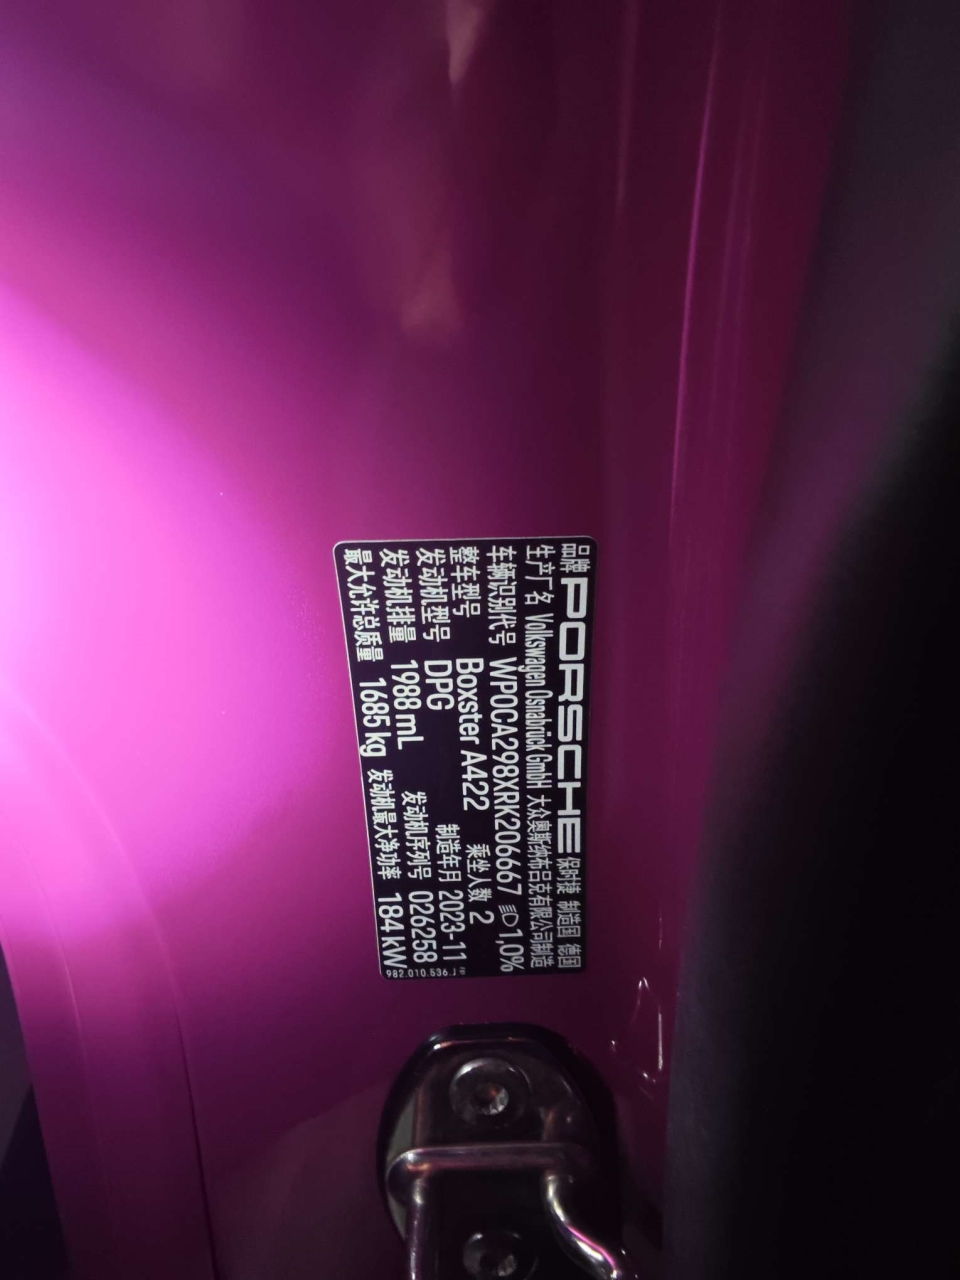 品牌 PORSCHE 保时捷 制造国 德国
生产厂名 Volkswagen Osnabrück GmbH 大众奥斯纳布吕克有限公司制造
车辆识别代号 WP0CA298XRK206667 1,0%
整车型号 Boxster A422 乘坐人数 2
发动机型号 DPG 制造年月 2023-11
发动机排量 1988 mL 发动机序列号 026258
最大允许总质量 1685 kg 发动机最大净功率 184 kW
982.010.536.J